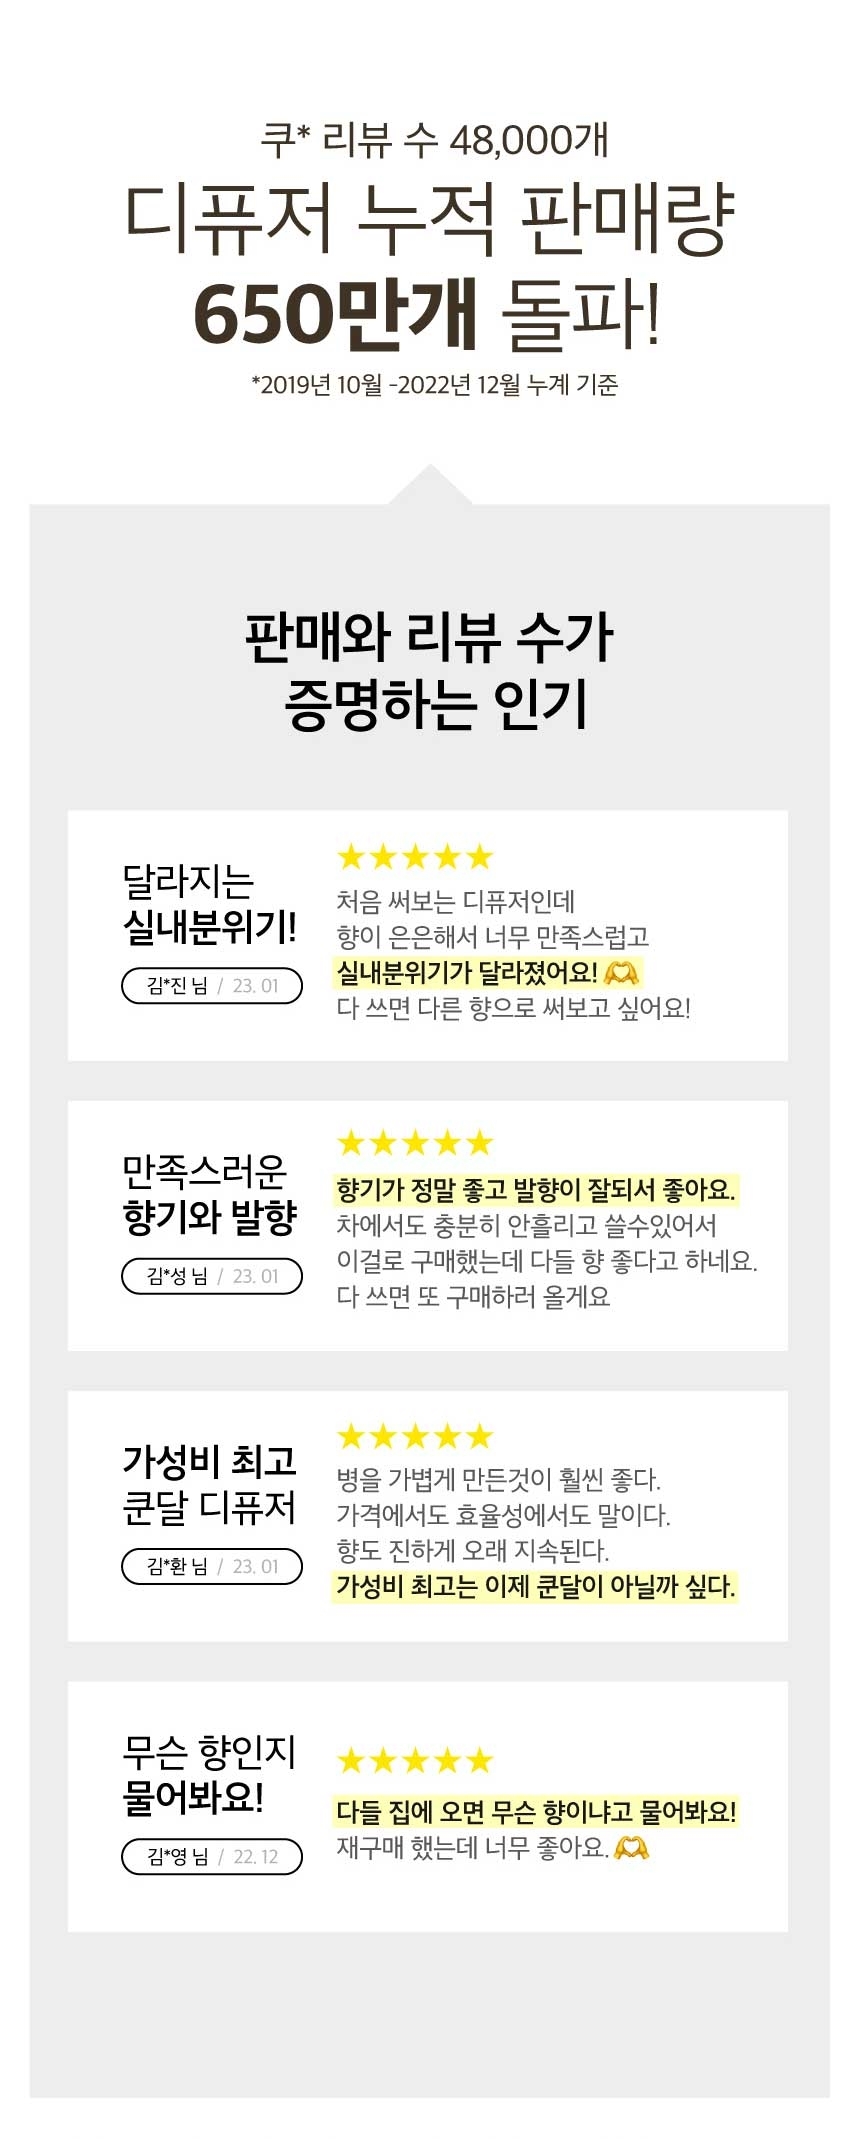 쿠* 리뷰 수 48,000개
디퓨저 누적 판매량
650만개 돌파!
*2019년 10월 -2022년 12월 누계 기준
판매와 리뷰 수가
증명하는 인기
달라지는
실내분위기!
김*진 님 / 23. 01
★★★★★
처음 써보는 디퓨저인데
향이 은은해서 너무 만족스럽고
실내분위기가 달라졌어요! 🫶
다 쓰면 다른 향으로 써보고 싶어요!
만족스러운
향기와 발향
김*성 님 / 23. 01
★★★★★
향기가 정말 좋고 발향이 잘되서 좋아요.
차에서도 충분히 안흘리고 쓸수있어서
이걸로 구매했는데 다들 향 좋다고 하네요.
다 쓰면 또 구매하러 올게요
가성비 최고
쿤달 디퓨저
김*환 님 / 23. 01
★★★★★
병을 가볍게 만든것이 훨씬 좋다.
가격에서도 효율성에서도 말이다.
향도 진하게 오래 지속된다.
가성비 최고는 이제 쿤달이 아닐까 싶다.
무슨 향인지
물어봐요!
김*영 님 / 22. 12
★★★★★
다들 집에 오면 무슨 향이냐고 물어봐요!
재구매 했는데 너무 좋아요. 🫶